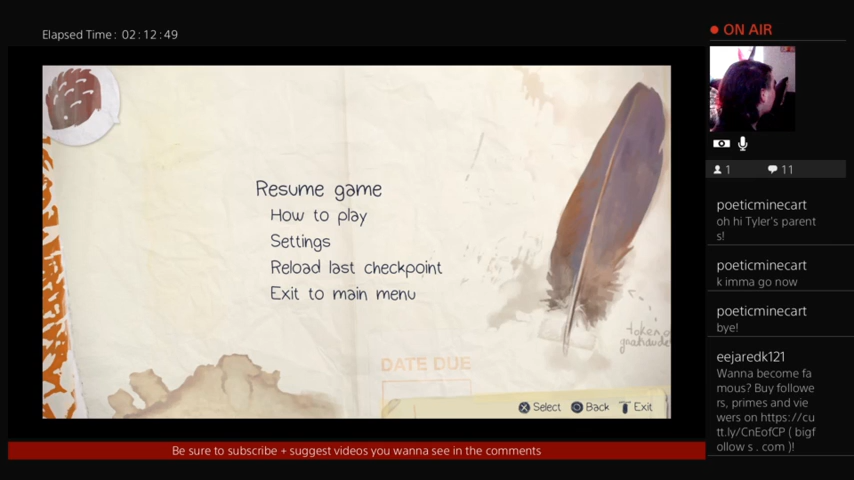 Elapsed Time: 02:12:49
ON AIR
1 11
Resume game
How to play
Settings
Reload last checkpoint
Exit to main menu
token of
gratitude
DATE DUE
Select Back Exit
poeticminecart
oh hi Tyler's parent
s!
poeticminecart
k imma go now
poeticminecart
bye!
eejaredk121
Wanna become fa
mous? Buy followe
rs, primes and vie
wers on https://cu
tt.ly/CnEofCP ( bigf
ollow s . com )!
Be sure to subscribe + suggest videos you wanna see in the comments